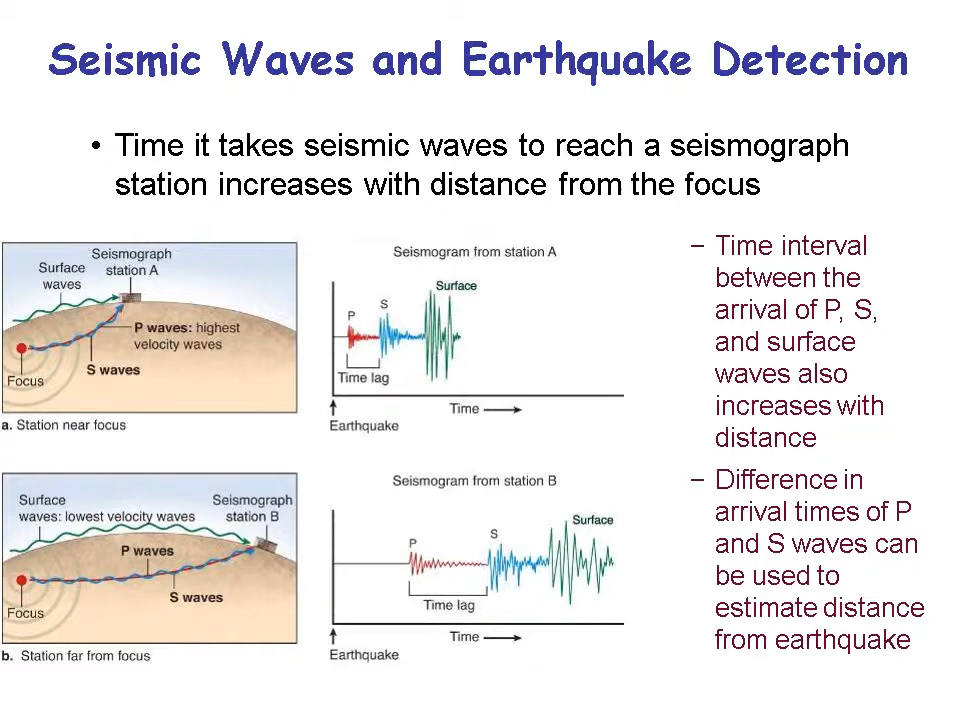 Seismic Waves and Earthquake Detection
• Time it takes seismic waves to reach a seismograph
station increases with distance from the focus
Seismograph
station A
Surface
waves
P waves: highest
velocity waves
S waves
Focus
a. Station near focus
Seismogram from station A
P
S
Surface
Time lag
Time
Earthquake
Surface
waves: lowest velocity waves
Seismograph
station B
P waves
S waves
Focus
b. Station far from focus
Seismogram from station B
P
S
Surface
Time lag
Time
Earthquake
– Time interval
between the
arrival of P, S,
and surface
waves also
increases with
distance
– Difference in
arrival times of P
and S waves can
be used to
estimate distance
from earthquake